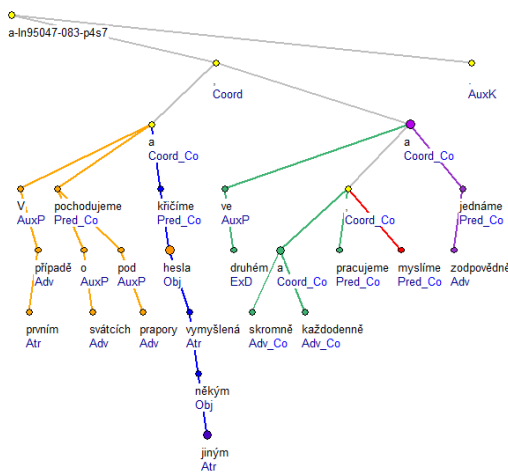 a-ln95047-083-p4s7
.
Coord
.
AuxK
a
Coord_Co
a
Coord_Co
V
AuxP
pochodujeme
Pred_Co
křičíme
Pred_Co
ve
AuxP
,
Coord_Co
jednáme
Pred_Co
případě
Adv
o
AuxP
pod
AuxP
hesla
Obj
druhém
ExD
a
Coord_Co
pracujeme
Pred_Co
myslíme
Pred_Co
zodpovědně
Adv
prvním
Atr
svátcích
Adv
prapory
Adv
vymyšlená
Atr
skromně
Adv_Co
každodenně
Adv_Co
někým
Obj
jiným
Atr